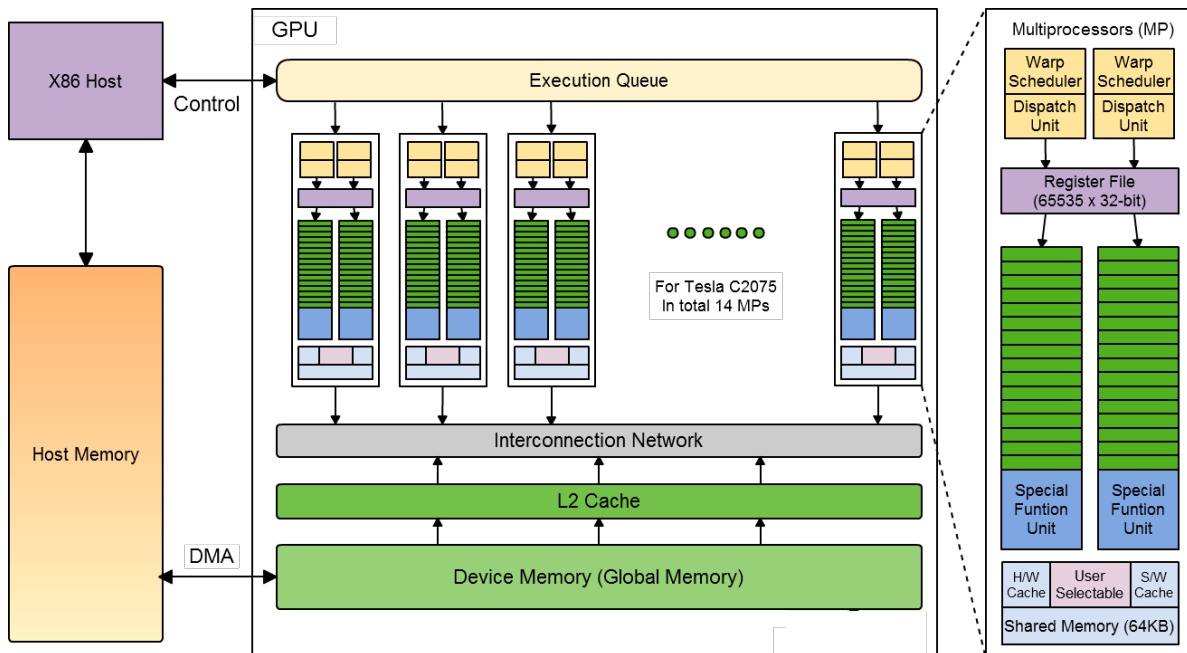 GPU
X86 Host
Control
Execution Queue
For Tesla C2075
In total 14 MPs
Interconnection Network
L2 Cache
Host Memory
DMA
Device Memory (Global Memory)
Multiprocessors (MP)
Warp
Scheduler
Dispatch
Unit
Warp
Scheduler
Dispatch
Unit
Register File
(65535 x 32-bit)
Special
Funtion
Unit
Special
Funtion
Unit
H/W
Cache
User
Selectable
S/W
Cache
Shared Memory (64KB)